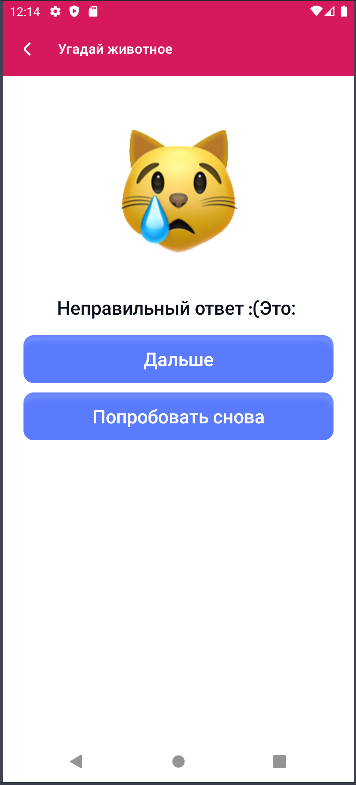 12:14
Угадай животное
Неправильный ответ :(Это:
Дальше
Попробовать снова